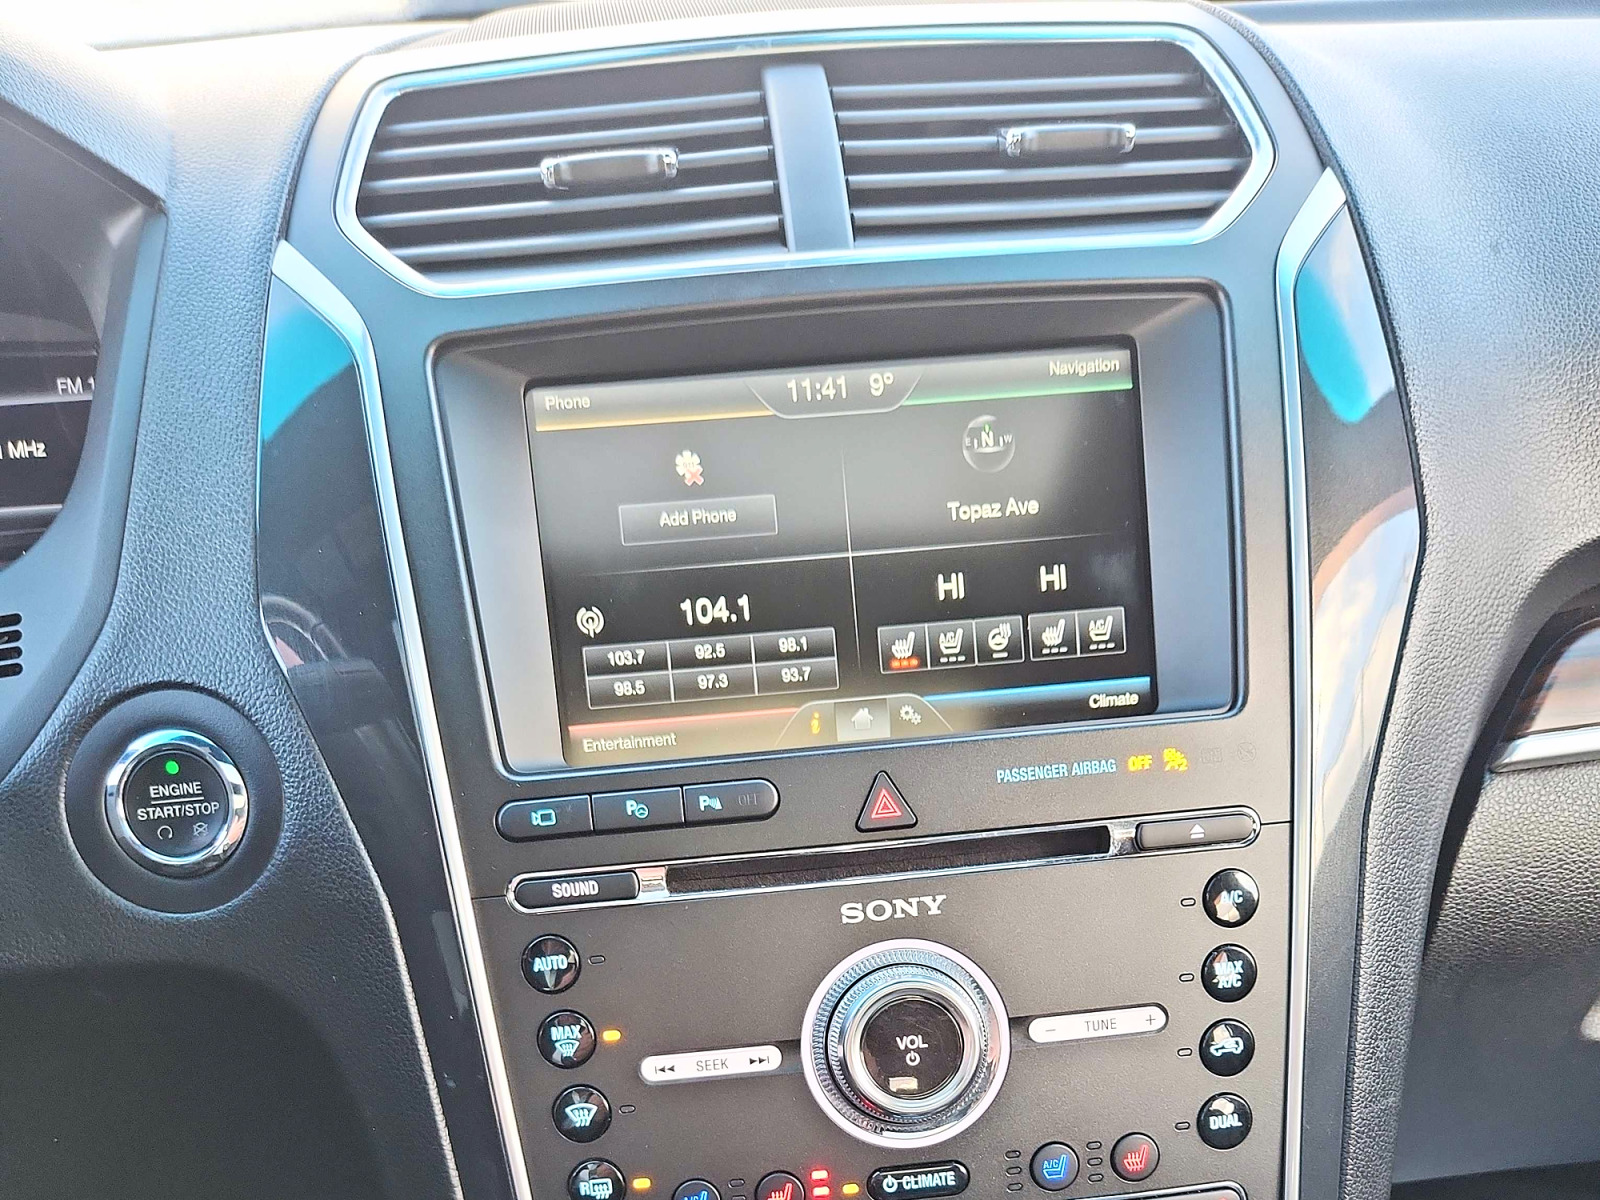 Phone
11:41 9°
Navigation
E N W
Add Phone
Topaz Ave
FM 1
MHz
104.1
HI HI
103.7 92.5 98.1
98.5 97.3 93.7
A/C
A/C
Entertainment
i
Climate
PASSENGER AIRBAG OFF
P P OFF
ENGINE
START/STOP
SOUND
SONY
AUTO
A/C
MAX
MAX
A/C
SEEK
VOL
- TUNE +
DUAL
R
A/C
CLIMATE
A/C